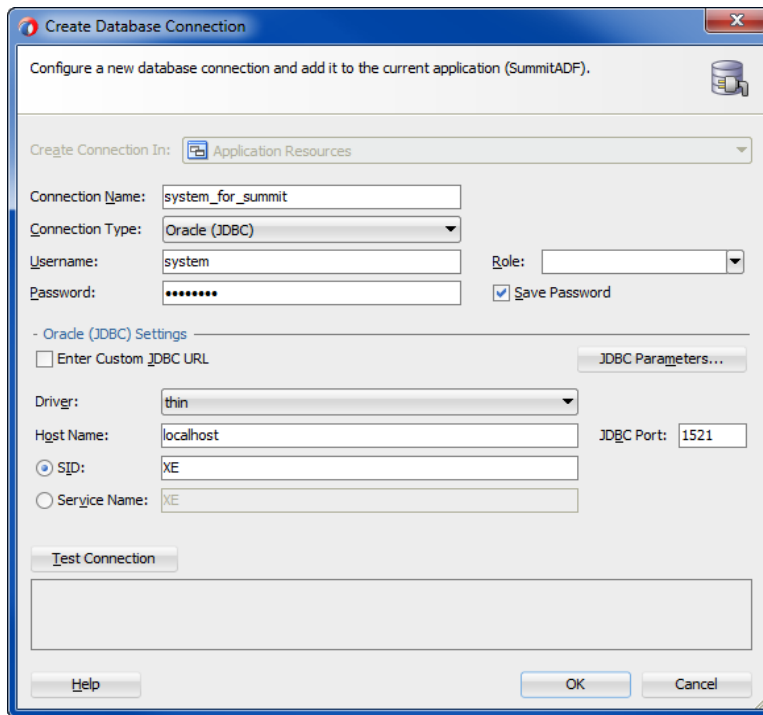 Create Database Connection
Configure a new database connection and add it to the current application (SummitADF).
Create Connection In: Application Resources
Connection Name: system_for_summit
Connection Type: Oracle (JDBC)
Username: system Role:
Password: •••••••• Save Password
- Oracle (JDBC) Settings
Enter Custom JDBC URL JDBC Parameters...
Driver: thin
Host Name: localhost JDBC Port: 1521
SID: XE
Service Name: XE
Test Connection
Help OK Cancel